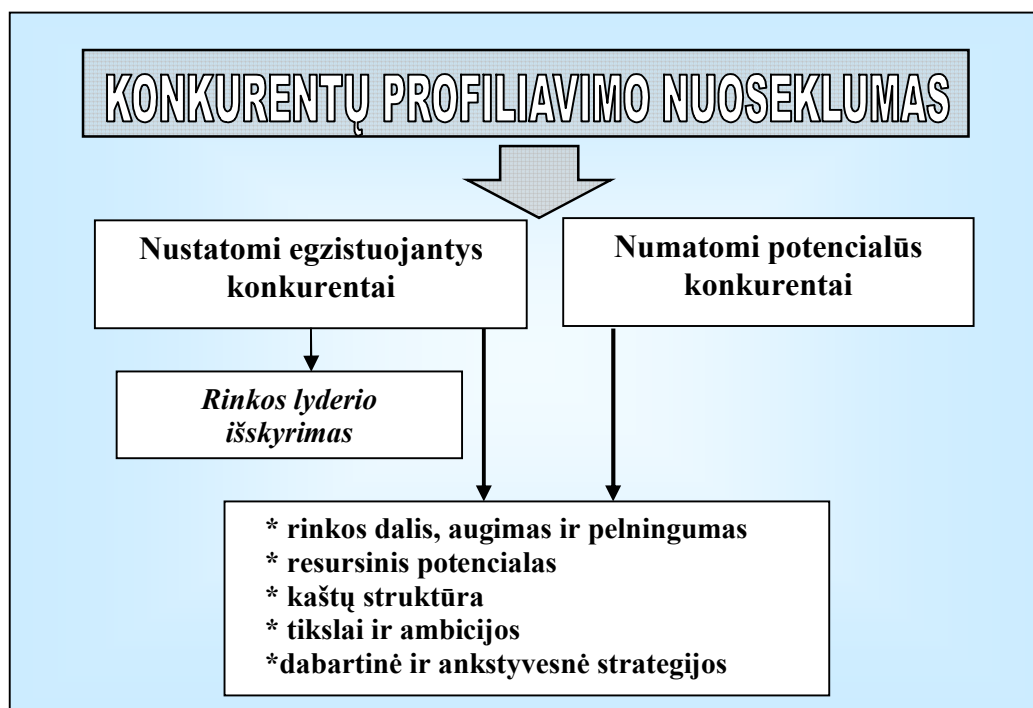 KONKURENTŲ PROFILIAVIMO NUOSEKLUMAS
Nustatomi egzistuojantys
konkurentai
Numatomi potencialūs
konkurentai
Rinkos lyderio
išskyrimas
* rinkos dalis, augimas ir pelningumas
* resursinis potencialas
* kaštų struktūra
* tikslai ir ambicijos
*dabartinė ir ankstyvesnė strategijos